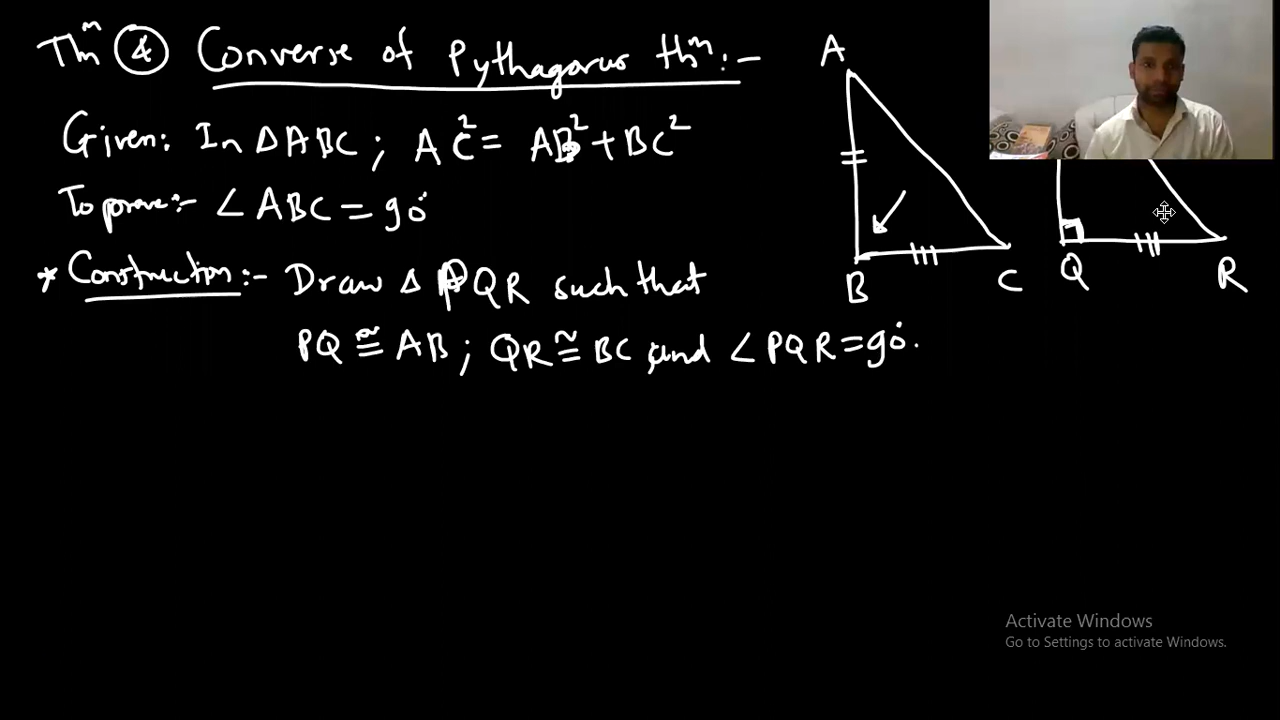 Thm 4 Converse of Pythagorus thm:-
Given: In ΔABC; AC²= AB²+BC²
To prove:- ∠ABC=90°
* Construction:- Draw Δ PQR such that
PQ ≅ AB; QR ≅ BC and ∠PQR=90°.
A
B
C
Q
R
Activate Windows
Go to Settings to activate Windows.